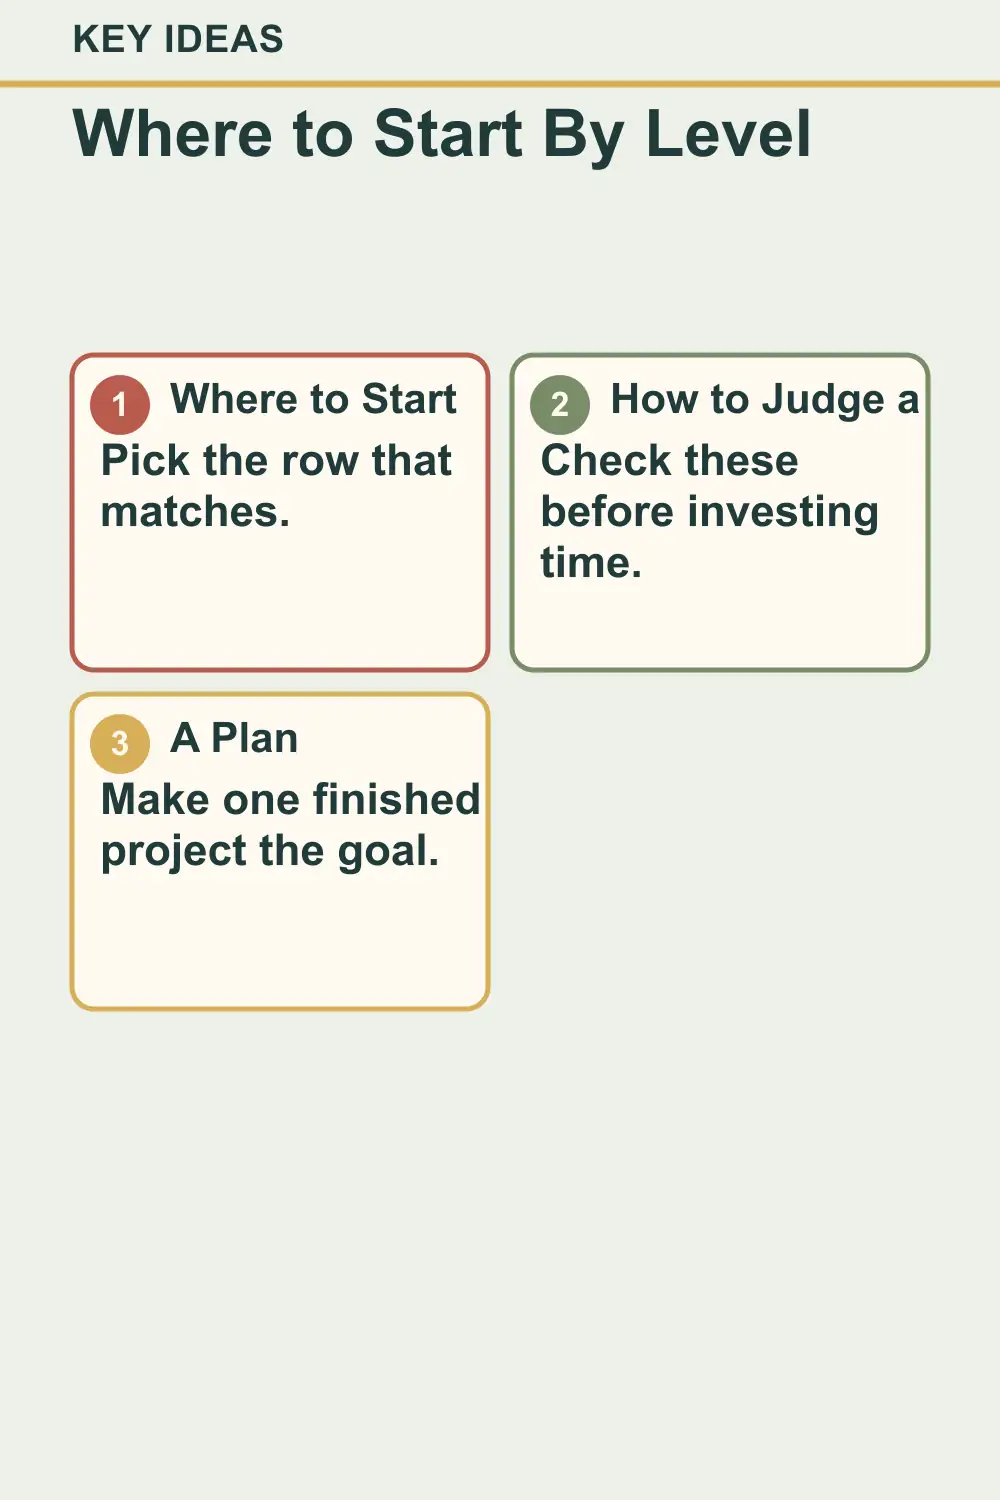 KEY IDEAS
Where to Start By Level
1 Where to Start
Pick the row that
matches.
2 How to Judge a
Check these
before investing
time.
3 A Plan
Make one finished
project the goal.